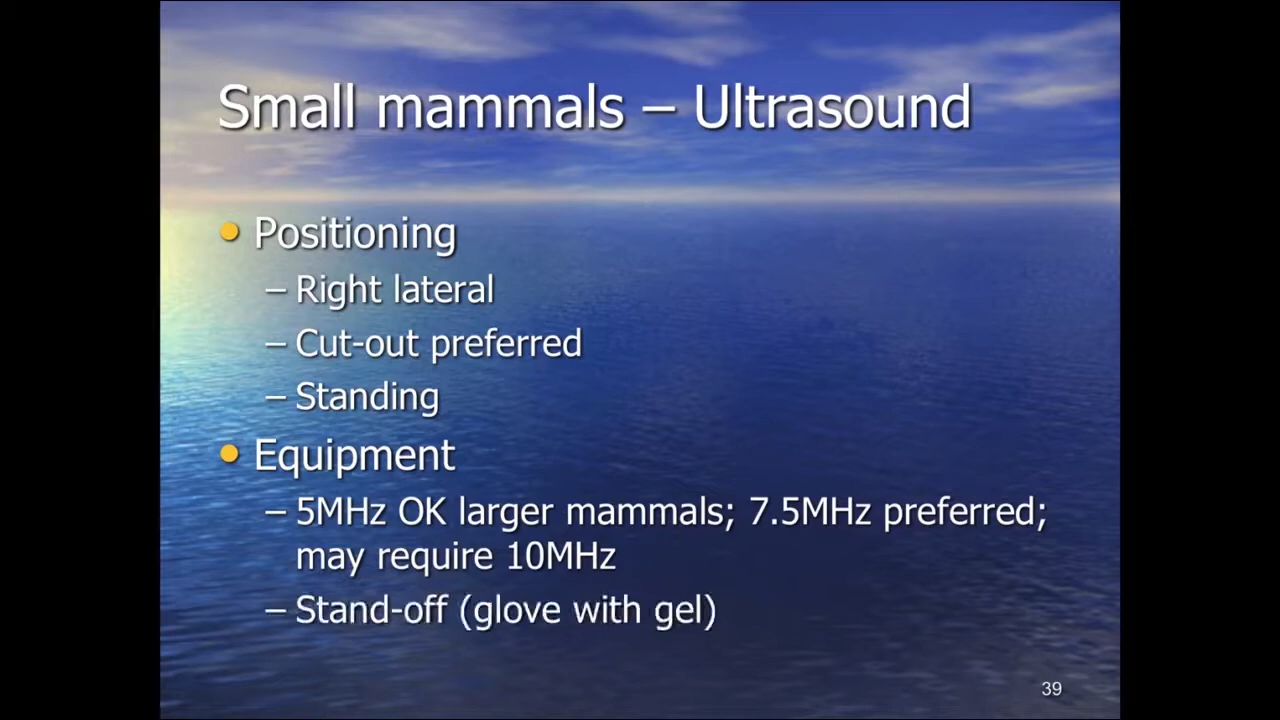 Small mammals – Ultrasound
• Positioning
– Right lateral
– Cut-out preferred
– Standing
• Equipment
– 5MHz OK larger mammals; 7.5MHz preferred;
may require 10MHz
– Stand-off (glove with gel)
39